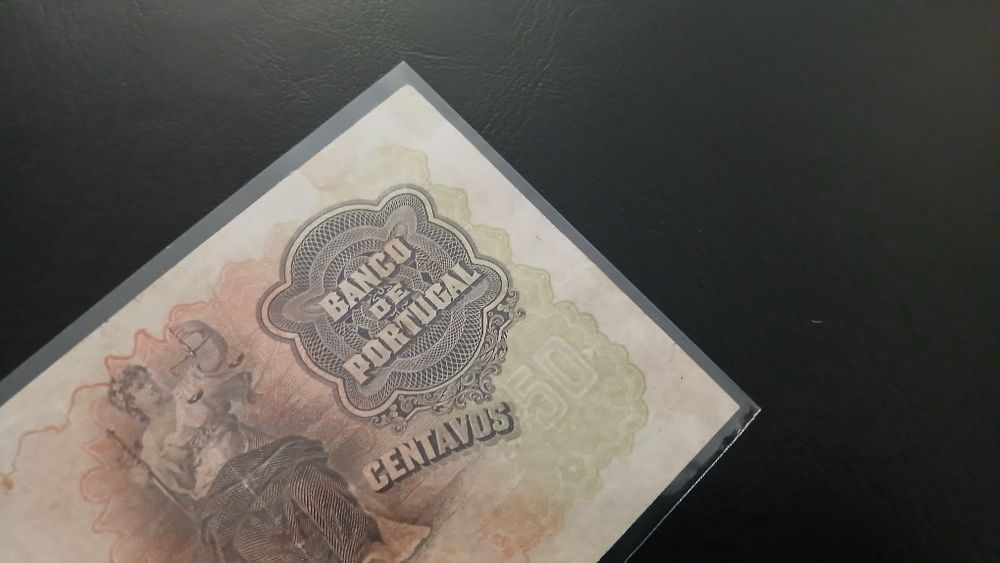 BANCO
DE
PORTUGAL
50
CENTAVOS